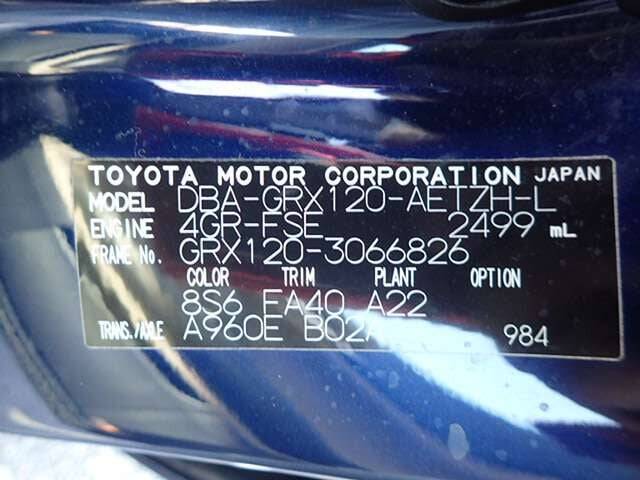 TOYOTA MOTOR CORPORATION JAPAN
MODEL DBA-GRX120-AETZH-L
ENGINE 4GR-FSE 2499 mL
FRAME No. GRX120-3066826
COLOR TRIM PLANT OPTION
8S6 FA40 A22
TRANS./AXLE A960E B02A 984